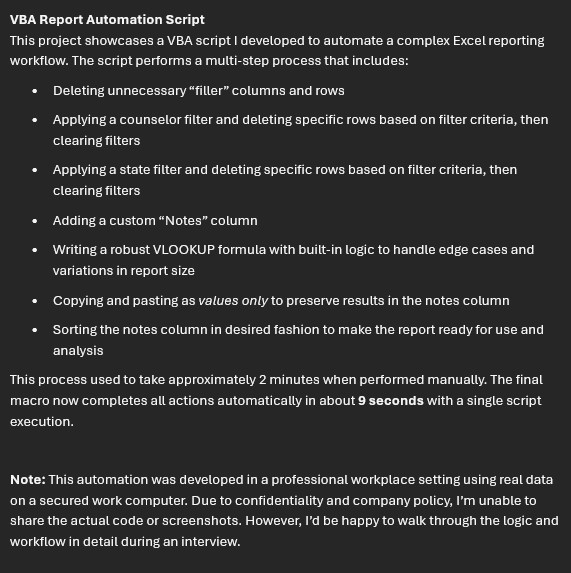 VBA Report Automation Script
This project showcases a VBA script I developed to automate a complex Excel reporting
workflow. The script performs a multi-step process that includes:
• Deleting unnecessary “filler” columns and rows
• Applying a counselor filter and deleting specific rows based on filter criteria, then
clearing filters
• Applying a state filter and deleting specific rows based on filter criteria, then
clearing filters
• Adding a custom “Notes” column
• Writing a robust VLOOKUP formula with built-in logic to handle edge cases and
variations in report size
• Copying and pasting as values only to preserve results in the notes column
• Sorting the notes column in desired fashion to make the report ready for use and
analysis
This process used to take approximately 2 minutes when performed manually. The final
macro now completes all actions automatically in about 9 seconds with a single script
execution.
Note: This automation was developed in a professional workplace setting using real data
on a secured work computer. Due to confidentiality and company policy, I’m unable to
share the actual code or screenshots. However, I’d be happy to walk through the logic and
workflow in detail during an interview.